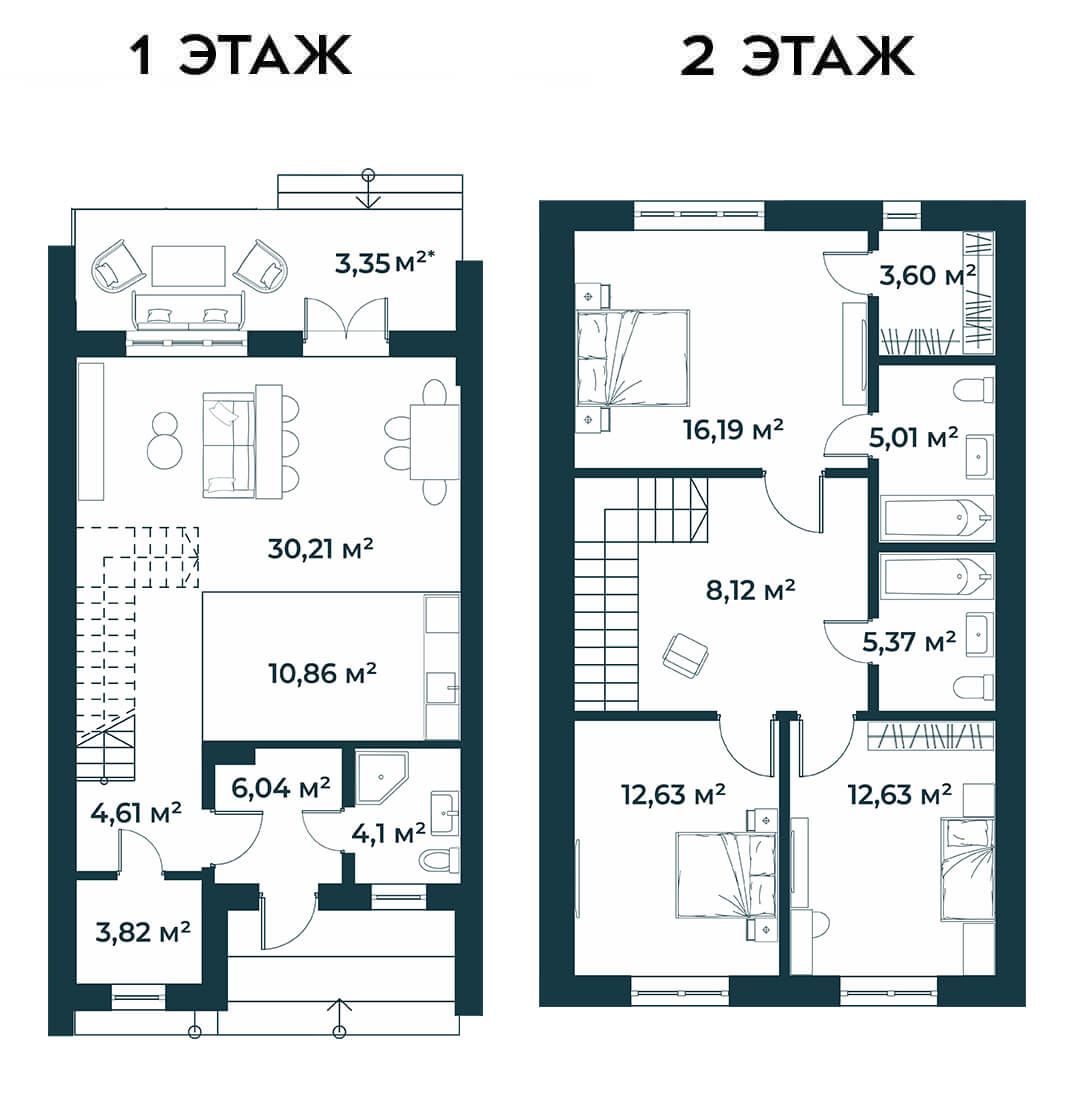 1 ЭТАЖ
2 ЭТАЖ
3,35 м²*
30,21 м²
10,86 м²
6,04 м²
4,61 м²
4,1 м²
3,82 м²
3,60 м²
16,19 м²
5,01 м²
8,12 м²
5,37 м²
12,63 м²
12,63 м²